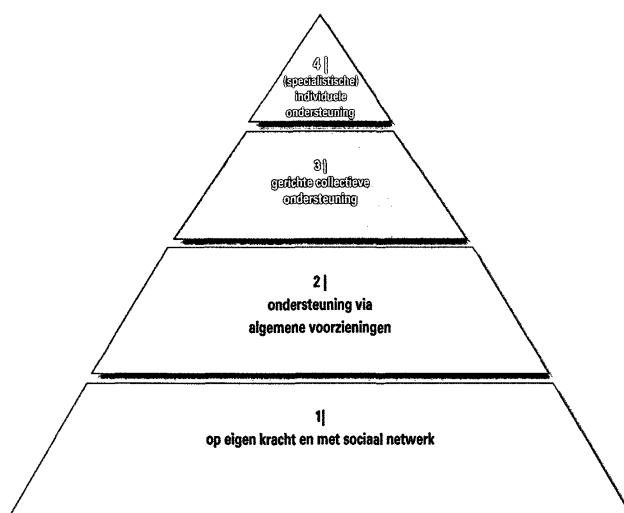 4 |
(specialistische)
individuele
ondersteuning
3 |
gerichte collectieve
ondersteuning
2 |
ondersteuning via
algemene voorzieningen
1|
op eigen kracht en met sociaal netwerk